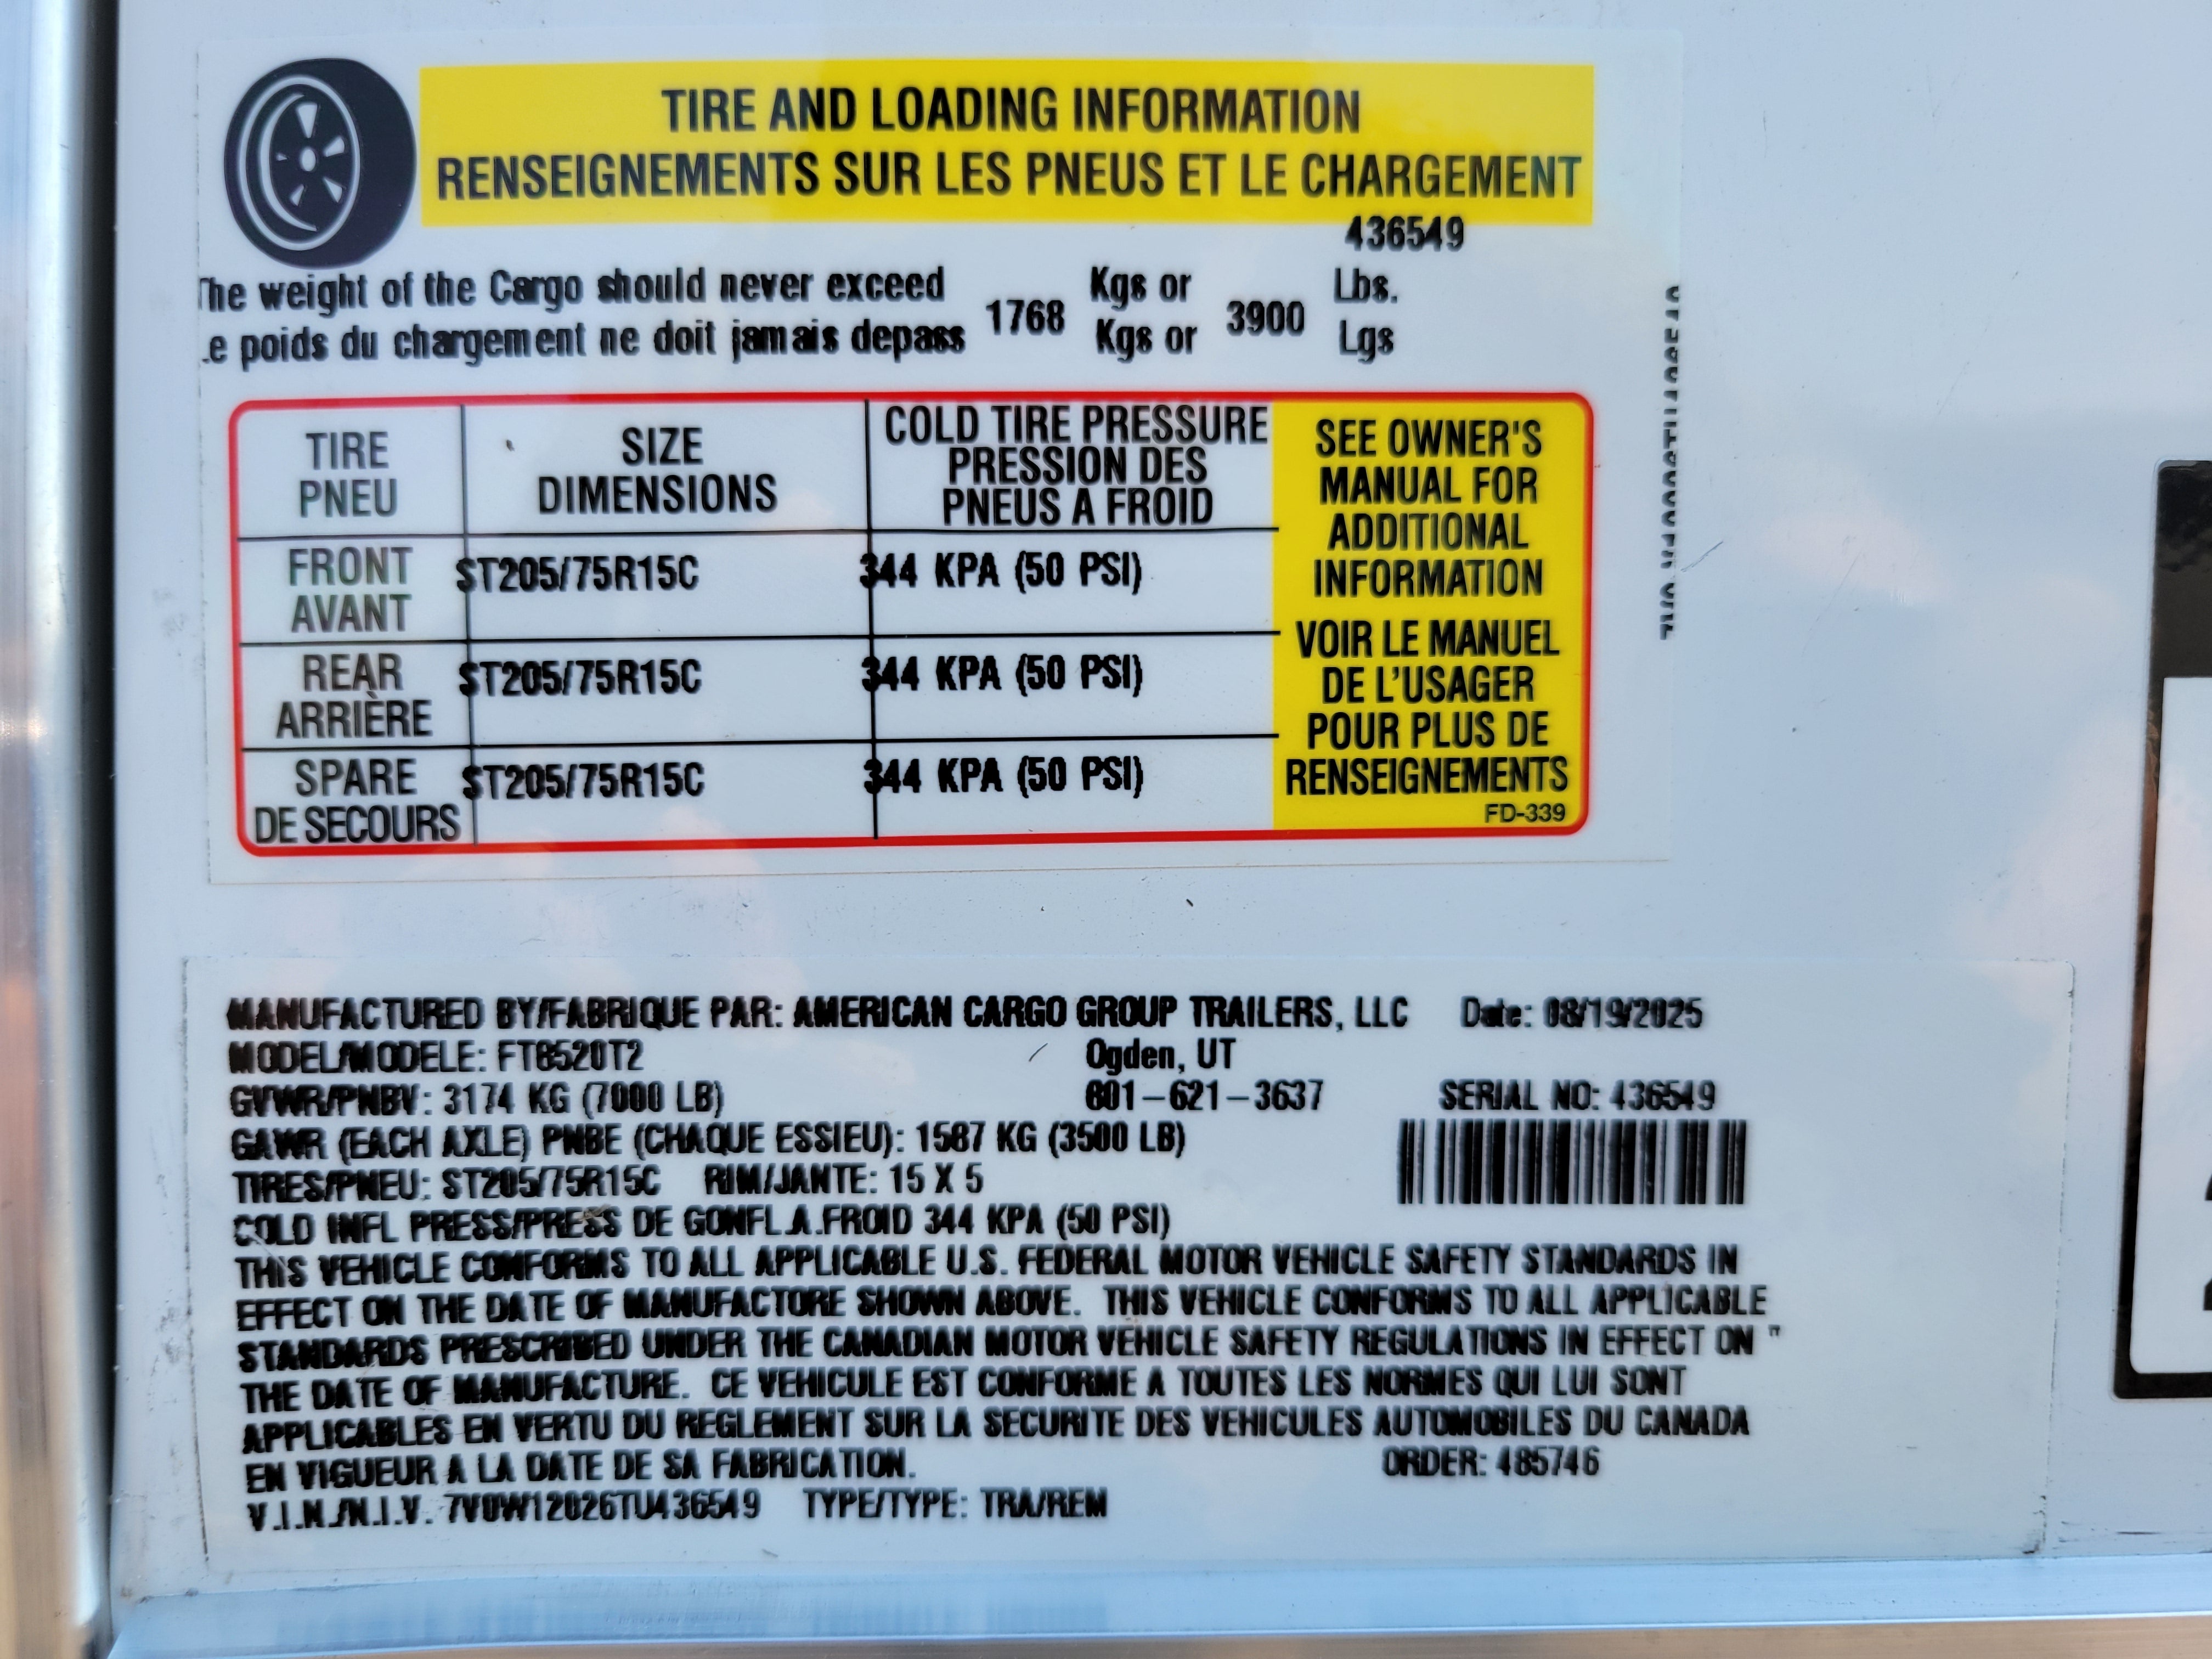 TIRE AND LOADING INFORMATION
RENSEIGNEMENTS SUR LES PNEUS ET LE CHARGEMENT
436549
The weight of the Cargo should never exceed 1768 Kgs or 3900 Lbs.
Le poids du chargement ne doit jamais depass Kgs or Lgs
TIRE PNEU
SIZE DIMENSIONS
COLD TIRE PRESSURE
PRESSION DES
PNEUS A FROID
FRONT AVANT ST205/75R15C 344 KPA (50 PSI)
REAR ARRIÈRE ST205/75R15C 344 KPA (50 PSI)
SPARE DE SECOURS ST205/75R15C 344 KPA (50 PSI)
SEE OWNER'S
MANUAL FOR
ADDITIONAL
INFORMATION
VOIR LE MANUEL
DE L'USAGER
POUR PLUS DE
RENSEIGNEMENTS
FD-339
MANUFACTURED BY/FABRIQUE PAR: AMERICAN CARGO GROUP TRAILERS, LLC Date: 08/19/2025
MODEL/MODELE: FT8520T2 Ogden, UT
GVWR/PNBV: 3174 KG (7000 LB) 801-621-3637 SERIAL NO: 436549
GAWR (EACH AXLE) PNBE (CHAQUE ESSIEU): 1587 KG (3500 LB)
TIRES/PNEU: ST205/75R15C RIM/JANTE: 15 X 5
COLD INFL PRESS/PRESS DE GONFL.A.FROID 344 KPA (50 PSI)
THIS VEHICLE CONFORMS TO ALL APPLICABLE U.S. FEDERAL MOTOR VEHICLE SAFETY STANDARDS IN
EFFECT ON THE DATE OF MANUFACTORE SHOWN ABOVE. THIS VEHICLE CONFORMS TO ALL APPLICABLE
STANDARDS PRESCRIBED UNDER THE CANADIAN MOTOR VEHICLE SAFETY REGULATIONS IN EFFECT ON "
THE DATE OF MANUFACTURE. CE VEHICULE EST CONFORME A TOUTES LES NORMES QUI LUI SONT
APPLICABLES EN VERTU DU REGLEMENT SUR LA SECURITE DES VEHICULES AUTOMOBILES DU CANADA
EN VIGUEUR A LA DATE DE SA FABRICATION. ORDER: 485746
V.I.N./N.I.V. 7V0W12026TU436549 TYPE/TYPE: TRA/REM